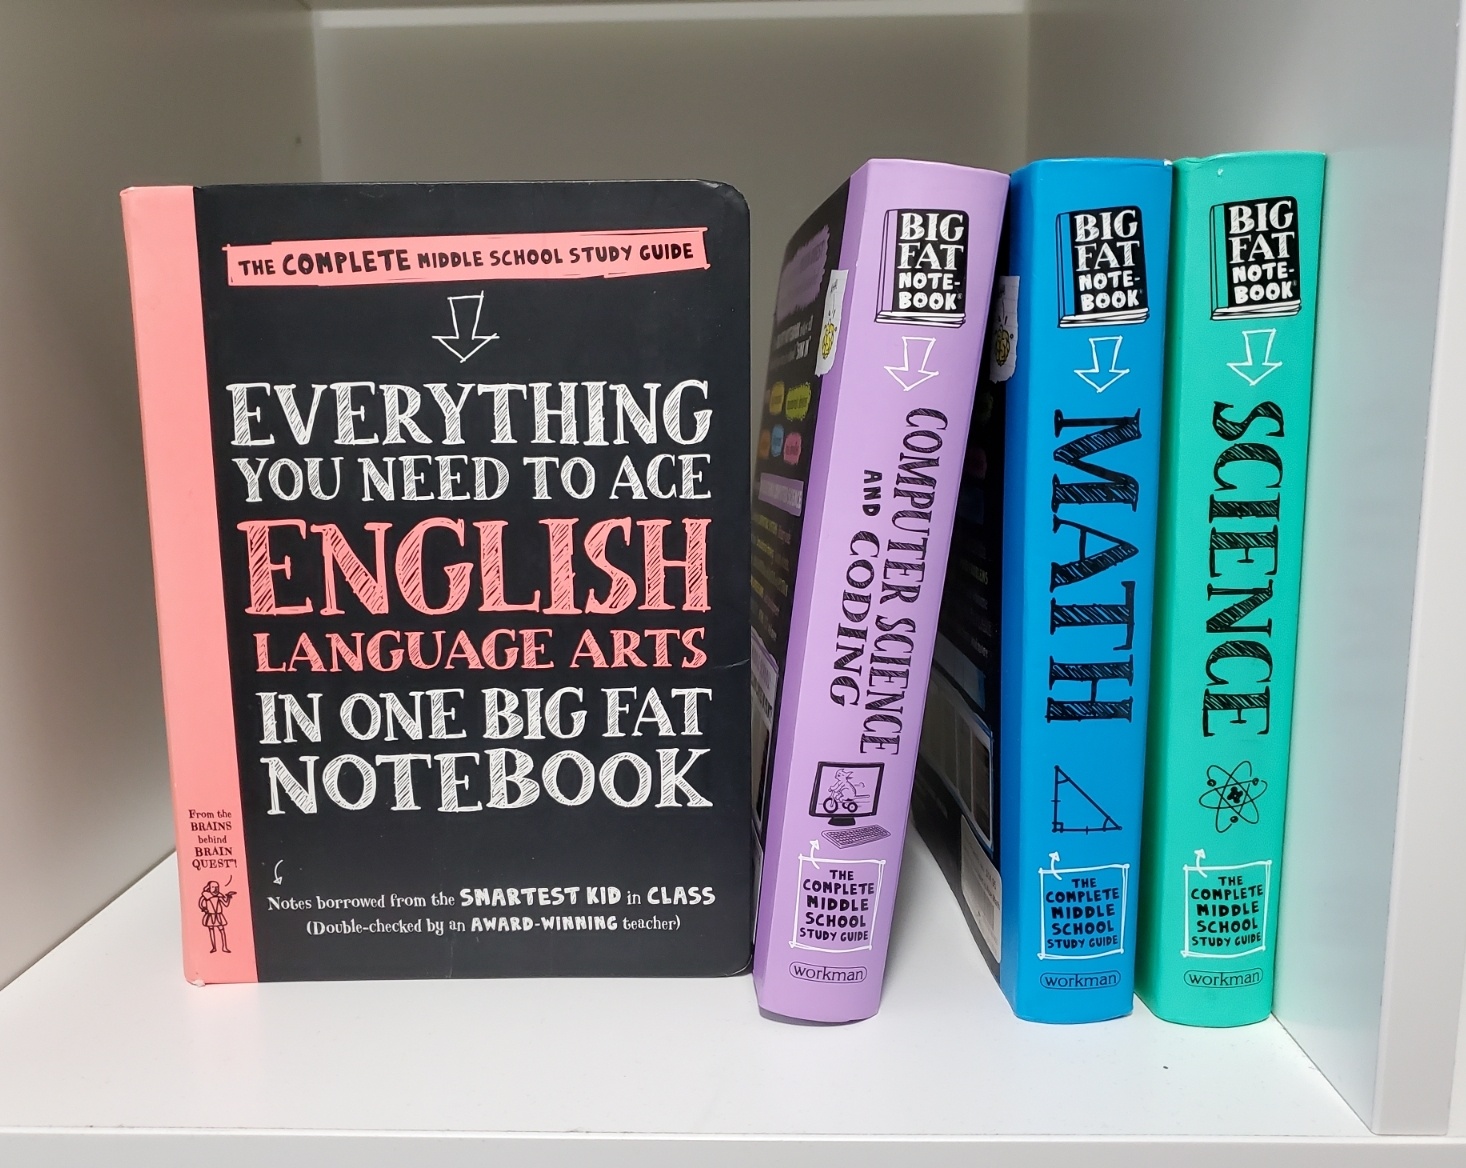 THE COMPLETE MIDDLE SCHOOL STUDY GUIDE
EVERYTHING
YOU NEED TO ACE
ENGLISH
LANGUAGE ARTS
IN ONE BIG FAT
NOTEBOOK
Notes borrowed from the SMARTEST KID in CLASS
(Double-checked by an AWARD-WINNING teacher)
From the
BRAINS
behind
BRAIN
QUEST®!
BIG
FAT
NOTE-
BOOK®
COMPUTER SCIENCE
AND CODING
THE
COMPLETE
MIDDLE
SCHOOL
STUDY GUIDE
workman
BIG
FAT
NOTE-
BOOK®
MATH
THE
COMPLETE
MIDDLE
SCHOOL
STUDY GUIDE
workman
BIG
FAT
NOTE-
BOOK®
SCIENCE
THE
COMPLETE
MIDDLE
SCHOOL
STUDY GUIDE
workman